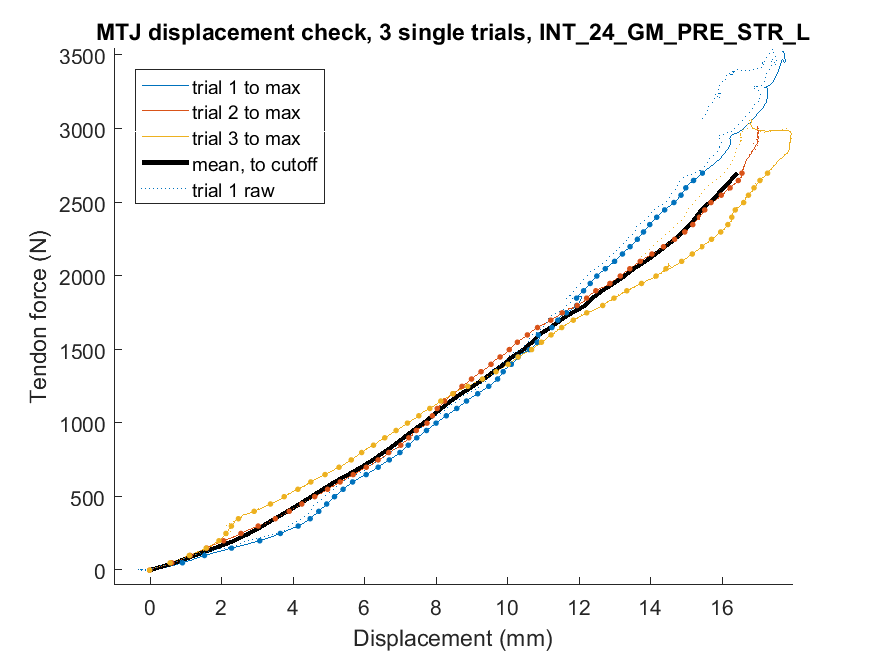 MTJ displacement check, 3 single trials, INT_24_GM_PRE_STR_L
3500
3000
2500
2000
1500
1000
500
0
Tendon force (N)
trial 1 to max
trial 2 to max
trial 3 to max
mean, to cutoff
trial 1 raw
0 2 4 6 8 10 12 14 16
Displacement (mm)